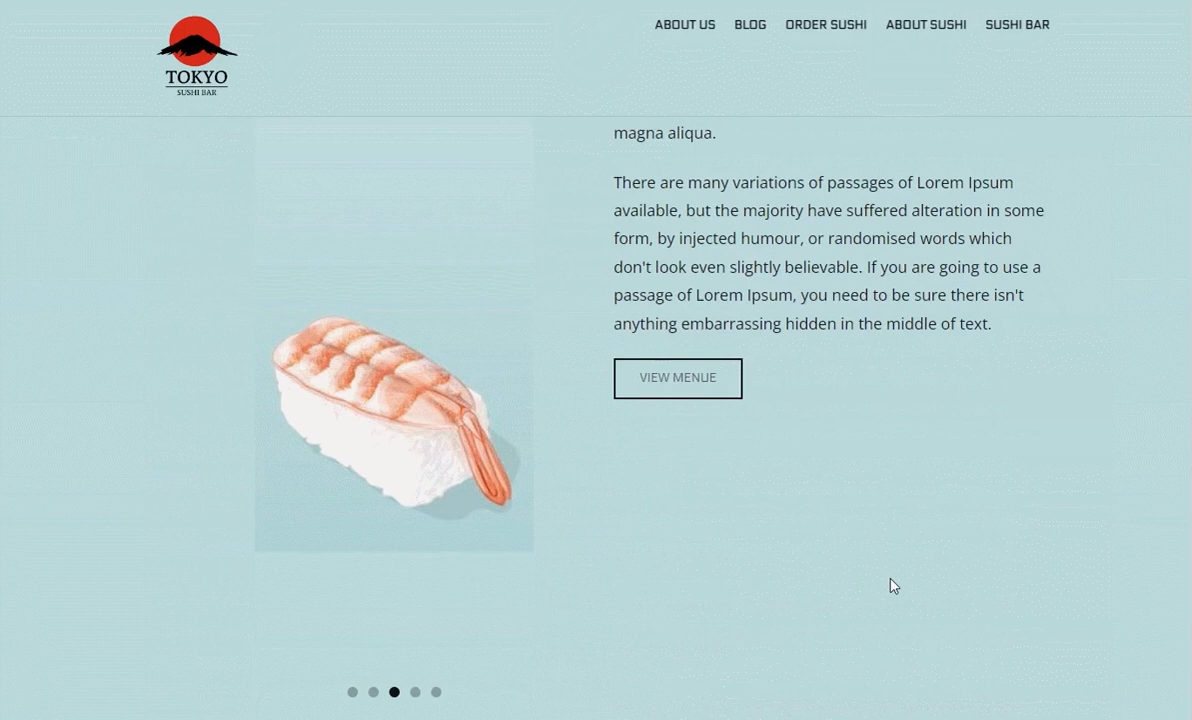 TOKYO
SUSHI BAR
ABOUT US BLOG ORDER SUSHI ABOUT SUSHI SUSHI BAR
magna aliqua.
There are many variations of passages of Lorem Ipsum
available, but the majority have suffered alteration in some
form, by injected humour, or randomised words which
don't look even slightly believable. If you are going to use a
passage of Lorem Ipsum, you need to be sure there isn't
anything embarrassing hidden in the middle of text.
VIEW MENUE